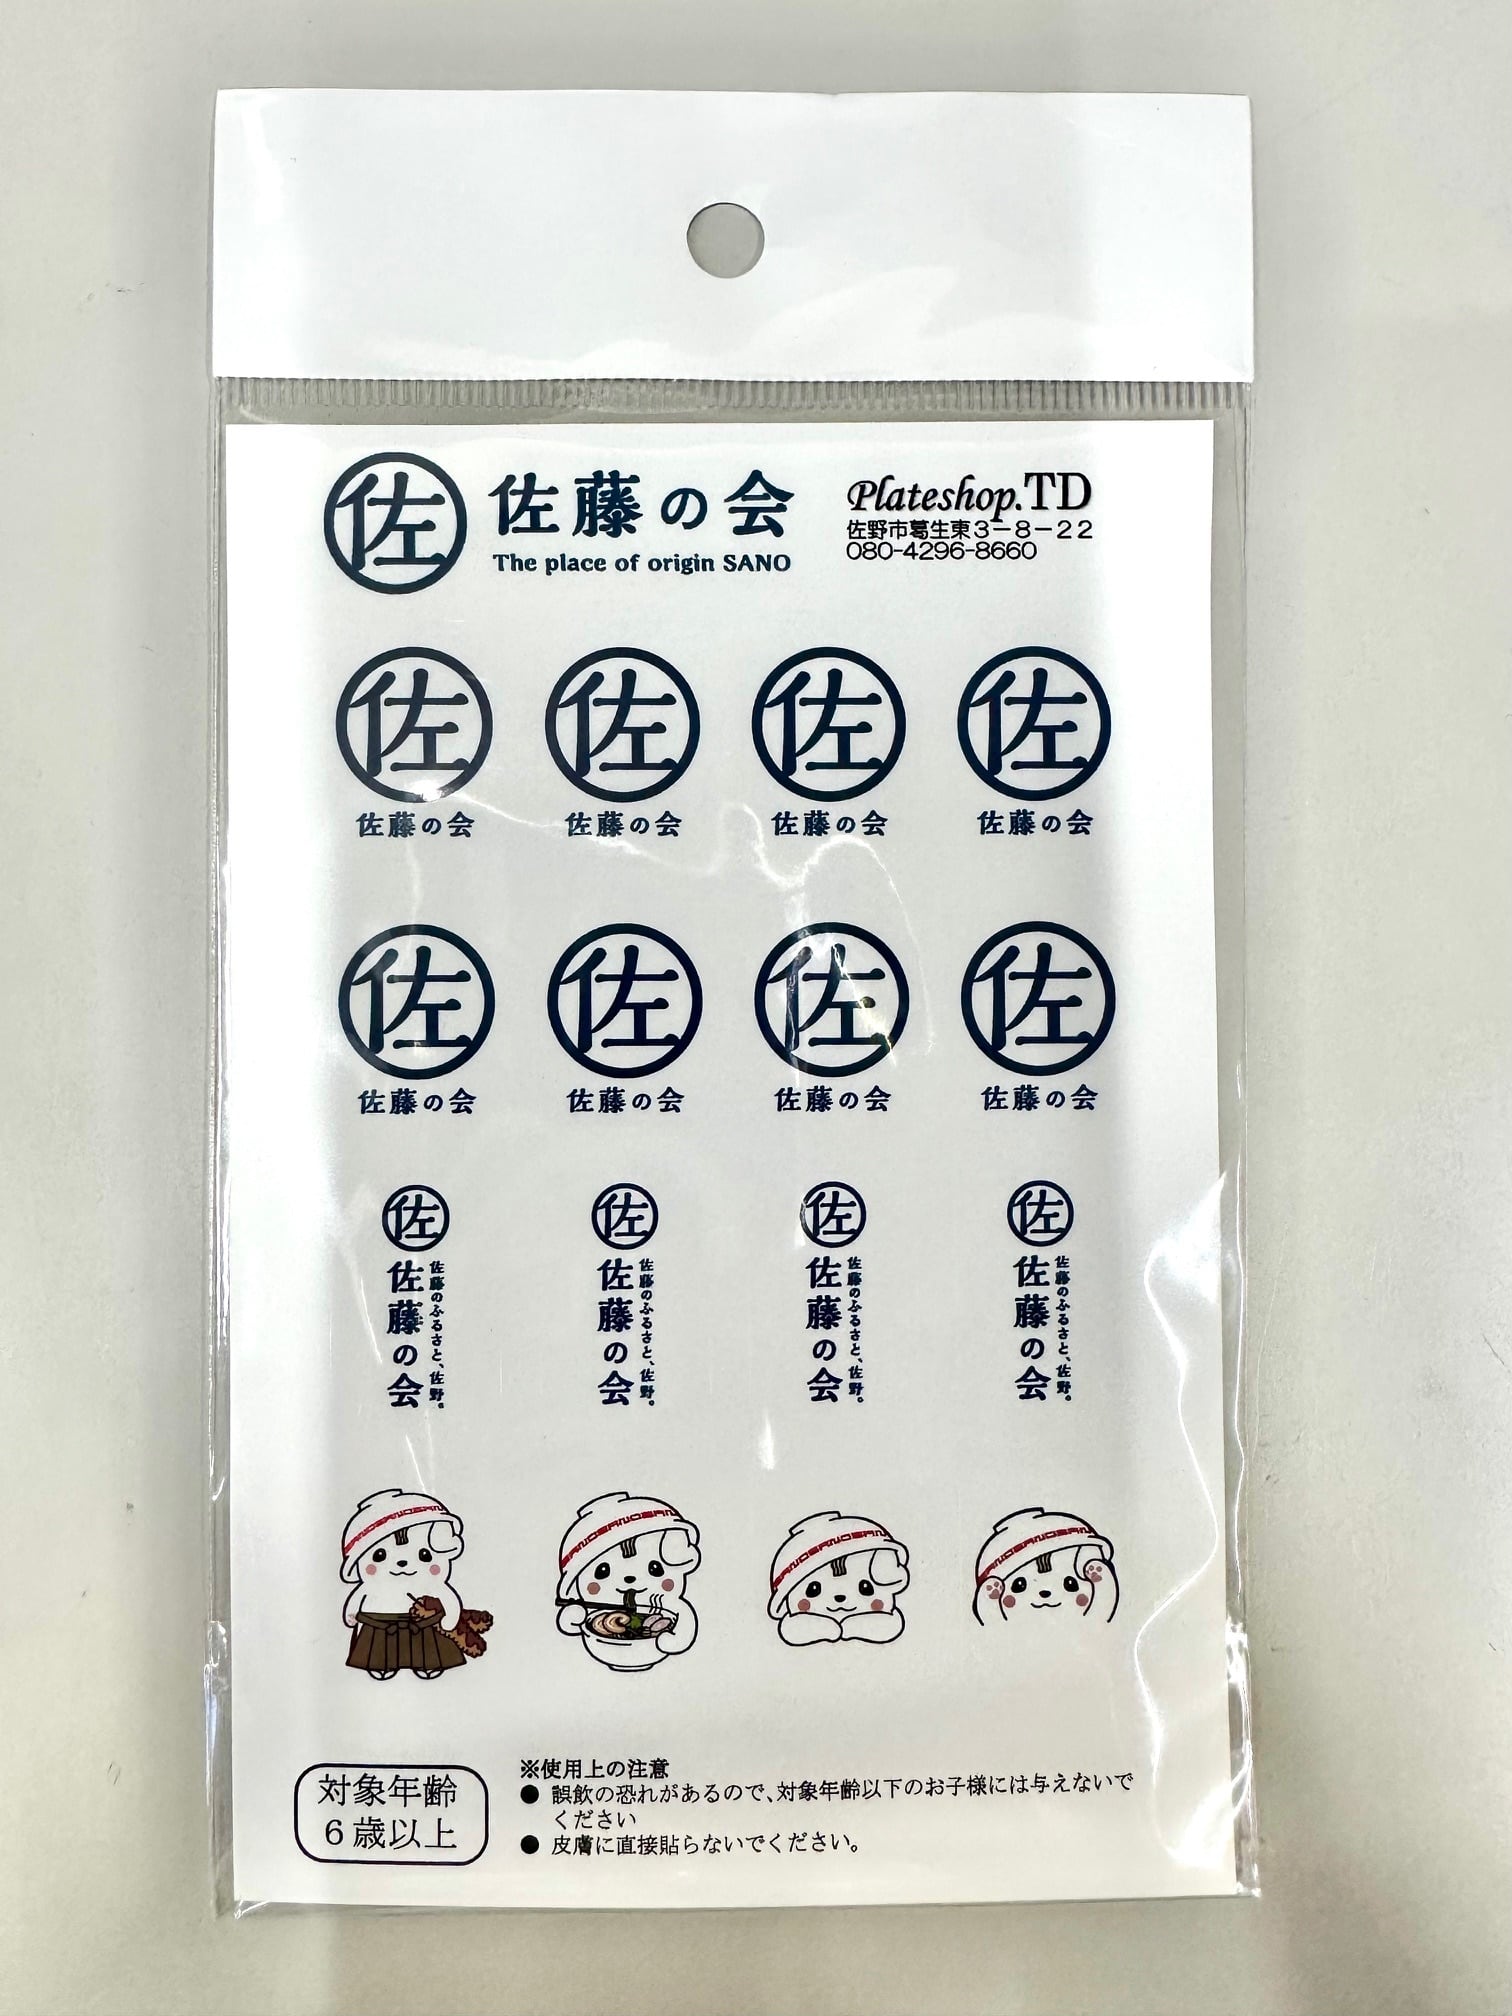 佐
佐藤の会
The place of origin SANO
Plateshop.TD
佐野市葛生東3-8-22
080-4296-8660
佐 佐 佐 佐
佐藤の会 佐藤の会 佐藤の会 佐藤の会
佐 佐 佐 佐
佐藤の会 佐藤の会 佐藤の会 佐藤の会
佐
佐藤のふるさと、佐野。
佐藤の会
佐
佐藤のふるさと、佐野。
佐藤の会
佐
佐藤のふるさと、佐野。
佐藤の会
佐
佐藤のふるさと、佐野。
佐藤の会
対象年齢
6歳以上
※使用上の注意
● 誤飲の恐れがあるので、対象年齢以下のお子様には与えないで
ください
● 皮膚に直接貼らないでください。